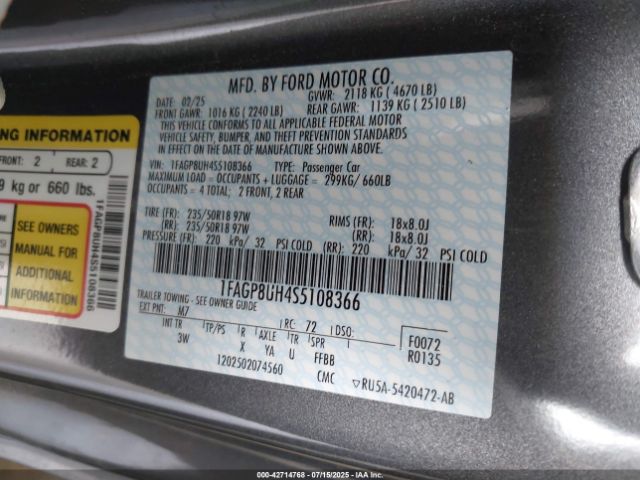 MFD. BY FORD MOTOR CO.
02/25 GVWR: 2118 KG ( 4670 LB)
FRONT GAWR: 1016 KG ( 2240 LB) REAR GAWR: 1139 KG ( 2510 LB)
THIS VEHICLE CONFORMS TO ALL APPLICABLE FEDERAL MOTOR
VEHICLE SAFETY, BUMPER, AND THEFT PREVENTION STANDARDS
IN EFFECT ON THE DATE OF MANUFACTURE SHOWN ABOVE.
VIN: 1FAGP8UH4S5108366 TYPE: Passenger Car
MAXIMUM LOAD = OCCUPANTS + LUGGAGE = 299KG/ 660LB
OCCUPANTS = 4 TOTAL; 2 FRONT, 2 REAR
TIRE (FR): 235/50R18 97W RIMS (FR): 18x8.0J
(RR): 235/50R18 97W (RR): 18x8.0J
PRESSURE (FR): 220 kPa/ 32 PSI COLD (RR): 220 kPa/ 32 PSI COLD
1FAGP8UH4S5108366
TRAILER TOWING - SEE OWNER GUIDE
EXT PNT: M7 RC: 72 DSO:
INT TR TP/PS R AXLE TR SPR F0072
3W X YA U FFBB R0135
1202502074560 CMC ▽RU5A-5420472-AB
NG INFORMATION
FRONT: 2 REAR: 2
9 kg or 660 lbs.
SEE OWNERS
MANUAL FOR
ADDITIONAL
INFORMATION
1FAGP8UH4S5108366
OWNER: 42714768 | 07/15/2025 | IAA Inc.